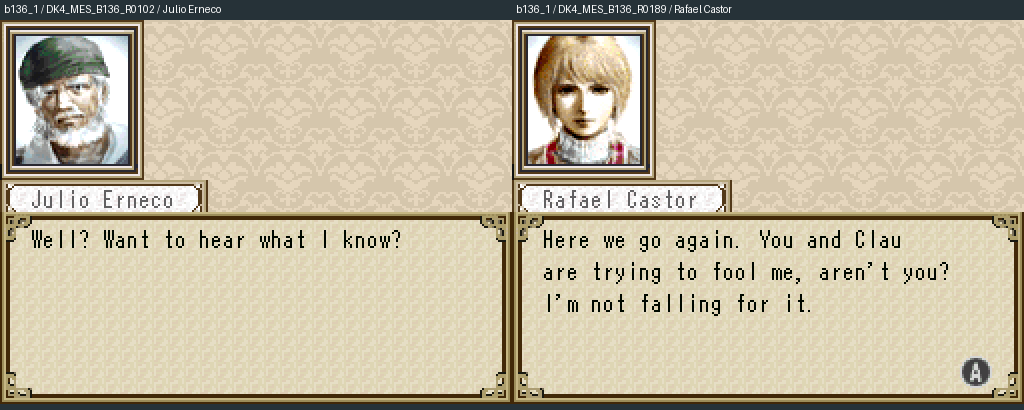 b136_1 / DK4_MES_B136_R0102 / Julio Erneco
Julio Erneco
Well? Want to hear what I know?
b136_1 / DK4_MES_B136_R0189 / Rafael Castor
Rafael Castor
Here we go again. You and Clau
are trying to fool me, aren't you?
I'm not falling for it.
A